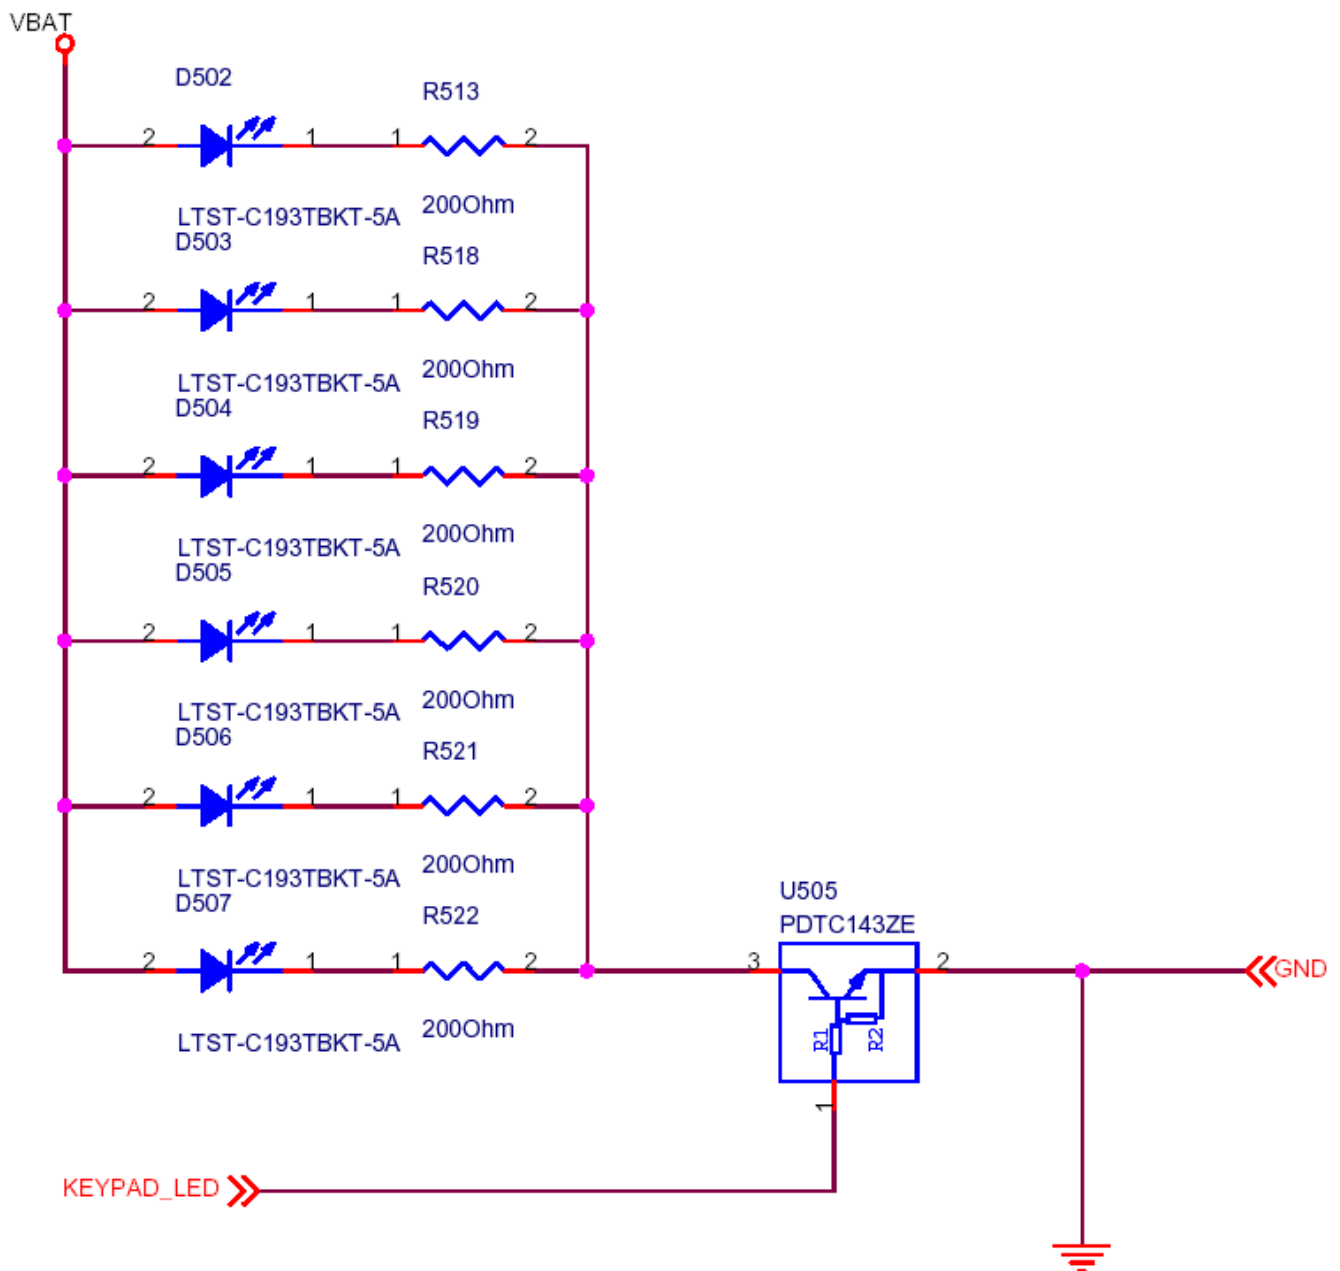 VBAT
D502
R513
2
1
1
2
LTST-C193TBKT-5A
200Ohm
D503
R518
2
1
1
2
LTST-C193TBKT-5A
200Ohm
D504
R519
2
1
1
2
LTST-C193TBKT-5A
200Ohm
D505
R520
2
1
1
2
LTST-C193TBKT-5A
200Ohm
D506
R521
2
1
1
2
LTST-C193TBKT-5A
200Ohm
D507
R522
2
1
1
2
LTST-C193TBKT-5A
200Ohm
U505
PDTC143ZE
3
2
GND
R1
R2
1
KEYPAD_LED